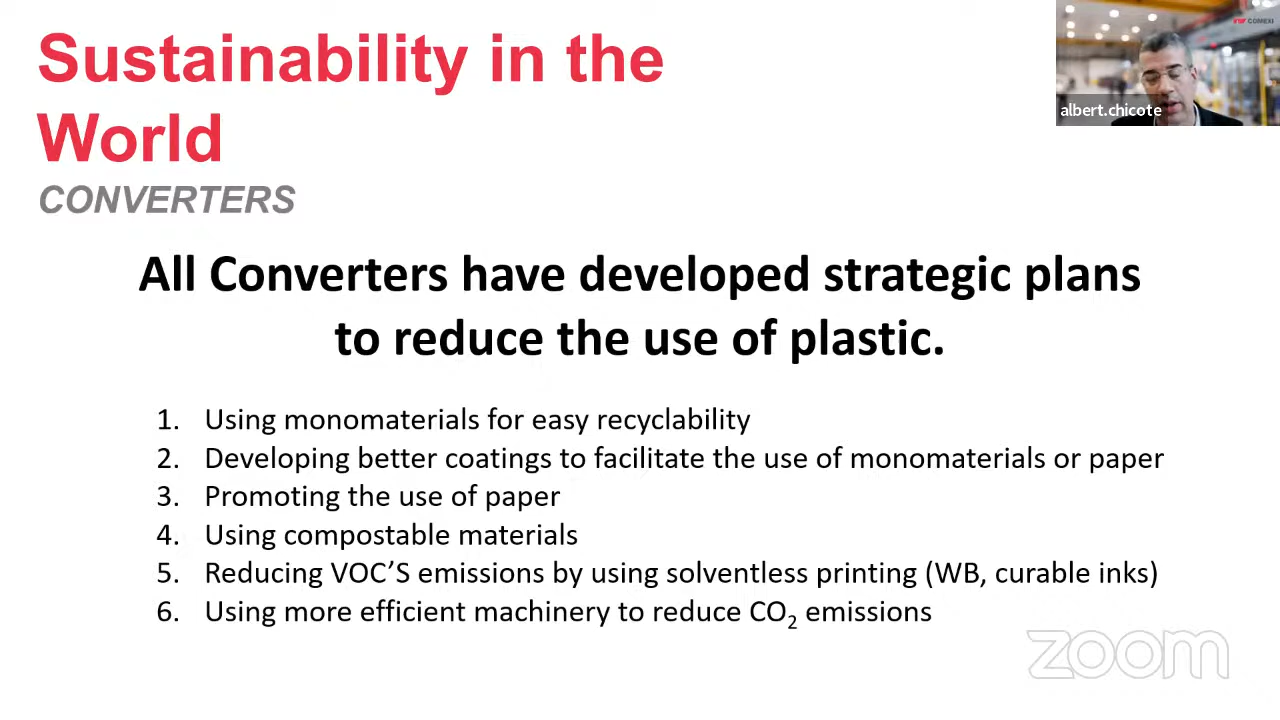 Sustainability in the
World
CONVERTERS
COMEXI
albert.chicote
All Converters have developed strategic plans
to reduce the use of plastic.
1. Using monomaterials for easy recyclability
2. Developing better coatings to facilitate the use of monomaterials or paper
3. Promoting the use of paper
4. Using compostable materials
5. Reducing VOC’S emissions by using solventless printing (WB, curable inks)
6. Using more efficient machinery to reduce CO₂ emissions
zoom